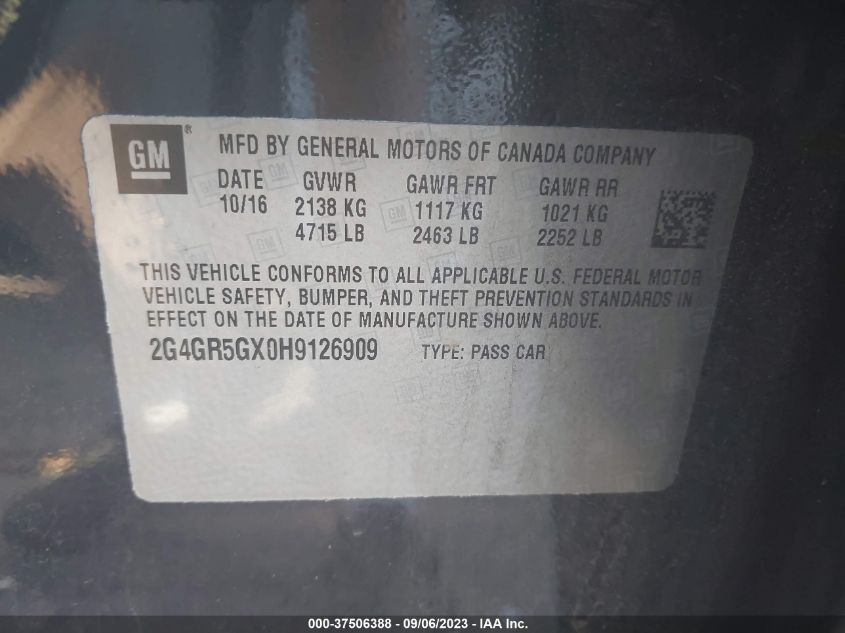 GM ®
MFD BY GENERAL MOTORS OF CANADA COMPANY
DATE GVWR GAWR FRT GAWR RR
10/16 2138 KG 1117 KG 1021 KG
4715 LB 2463 LB 2252 LB
THIS VEHICLE CONFORMS TO ALL APPLICABLE U.S. FEDERAL MOTOR
VEHICLE SAFETY, BUMPER, AND THEFT PREVENTION STANDARDS IN
EFFECT ON THE DATE OF MANUFACTURE SHOWN ABOVE.
2G4GR5GX0H9126909 TYPE: PASS CAR
000-37506388 - 09/06/2023 - IAA Inc.